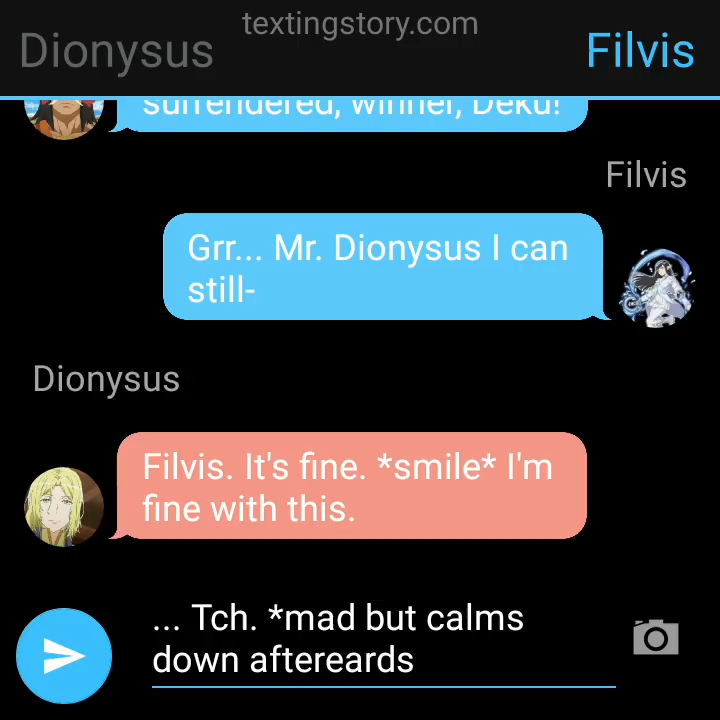 textingstory.com
Dionysus
Filvis
surrendered, winner, Deku!
Filvis
Grr... Mr. Dionysus I can
still-
Dionysus
Filvis. It's fine. *smile* I'm
fine with this.
... Tch. *mad but calms
down aftereards